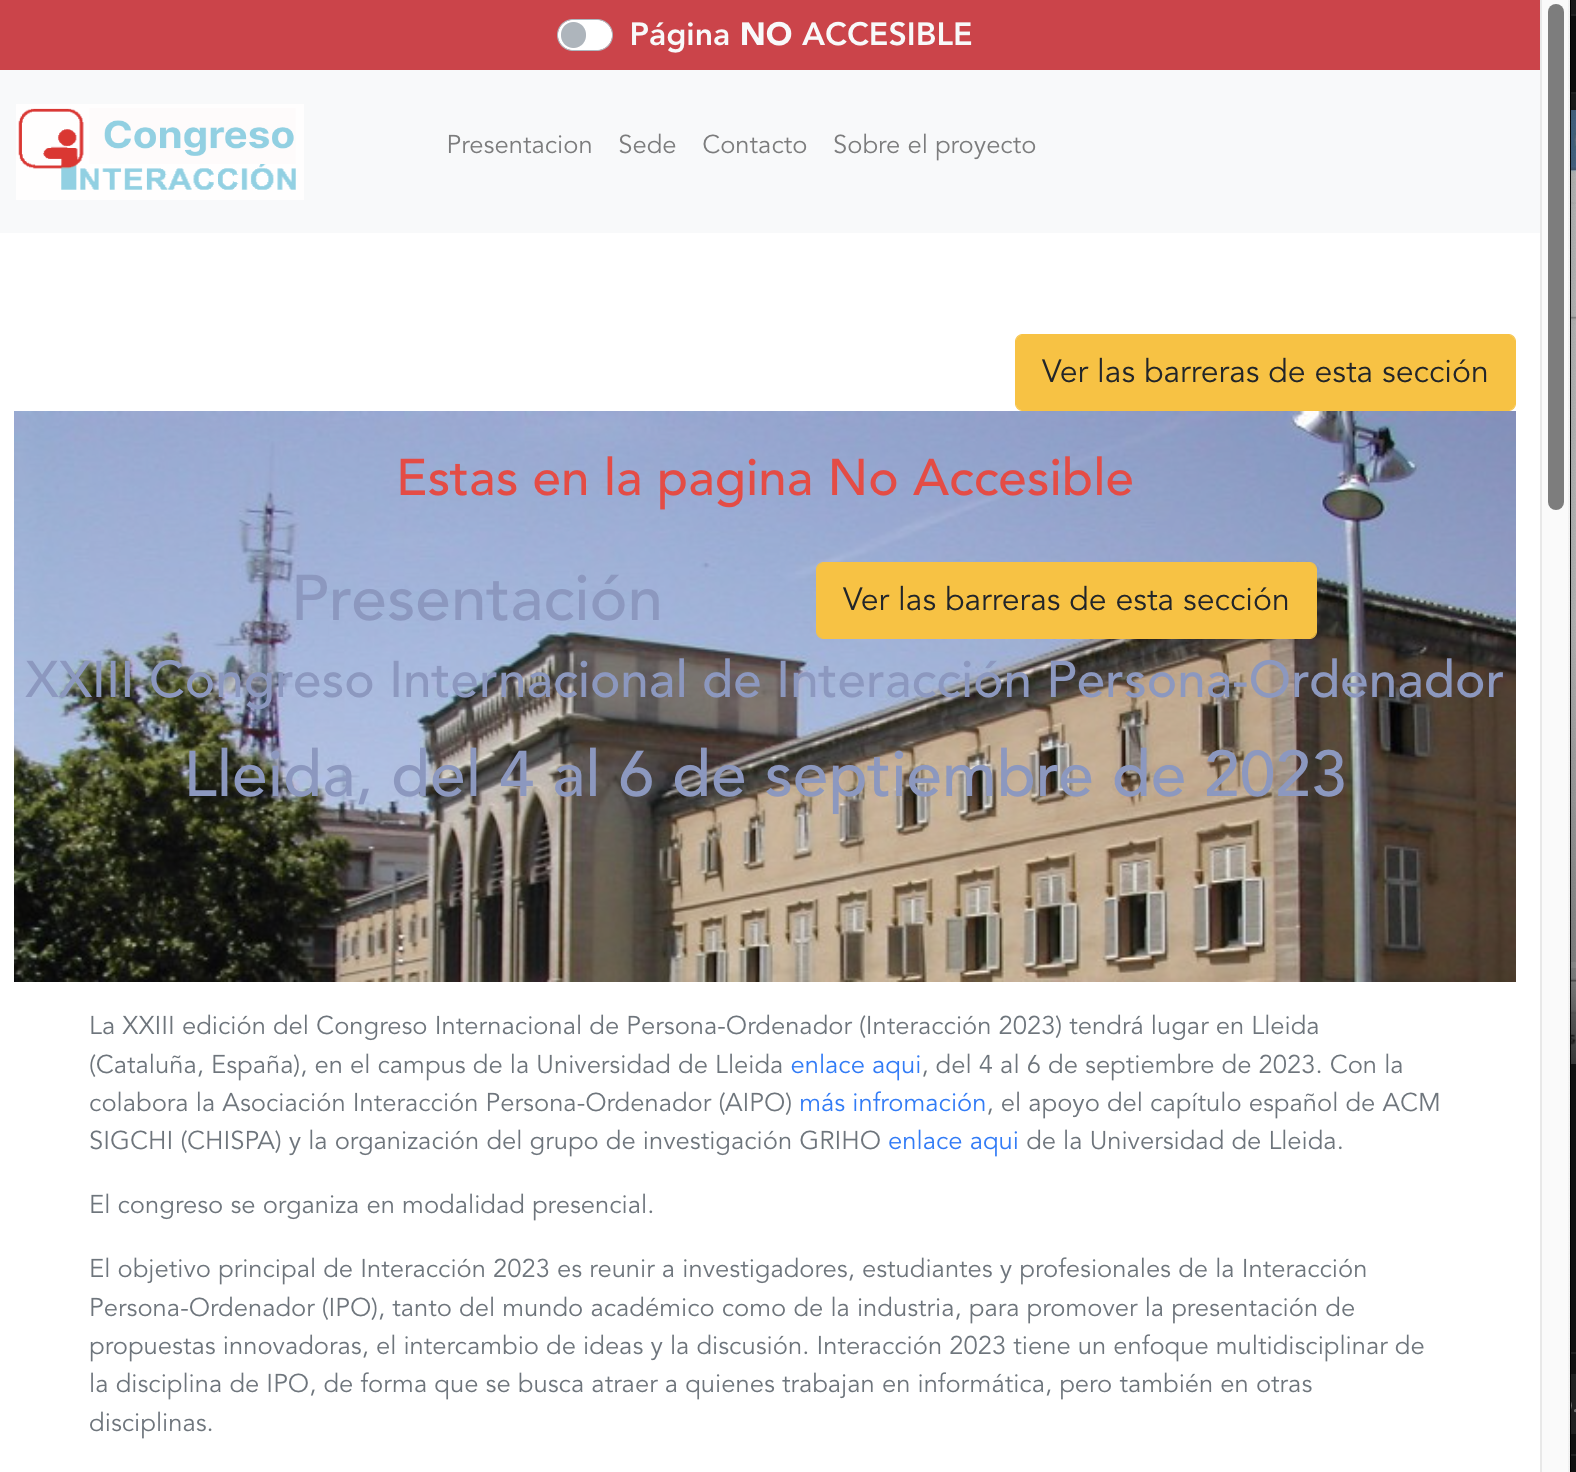 Página NO ACCESIBLE
Congreso
INTERACCIÓN
Presentacion Sede Contacto Sobre el proyecto
Ver las barreras de esta sección
Estas en la pagina No Accesible
Presentación
Ver las barreras de esta sección
XXIII Congreso Internacional de Interacción Persona-Ordenador
Lleida, del 4 al 6 de septiembre de 2023
La XXIII edición del Congreso Internacional de Persona-Ordenador (Interacción 2023) tendrá lugar en Lleida
(Cataluña, España), en el campus de la Universidad de Lleida enlace aqui, del 4 al 6 de septiembre de 2023. Con la
colabora la Asociación Interacción Persona-Ordenador (AIPO) más infromación, el apoyo del capítulo español de ACM
SIGCHI (CHISPA) y la organización del grupo de investigación GRIHO enlace aqui de la Universidad de Lleida.
El congreso se organiza en modalidad presencial.
El objetivo principal de Interacción 2023 es reunir a investigadores, estudiantes y profesionales de la Interacción
Persona-Ordenador (IPO), tanto del mundo académico como de la industria, para promover la presentación de
propuestas innovadoras, el intercambio de ideas y la discusión. Interacción 2023 tiene un enfoque multidisciplinar de
la disciplina de IPO, de forma que se busca atraer a quienes trabajan en informática, pero también en otras
disciplinas.